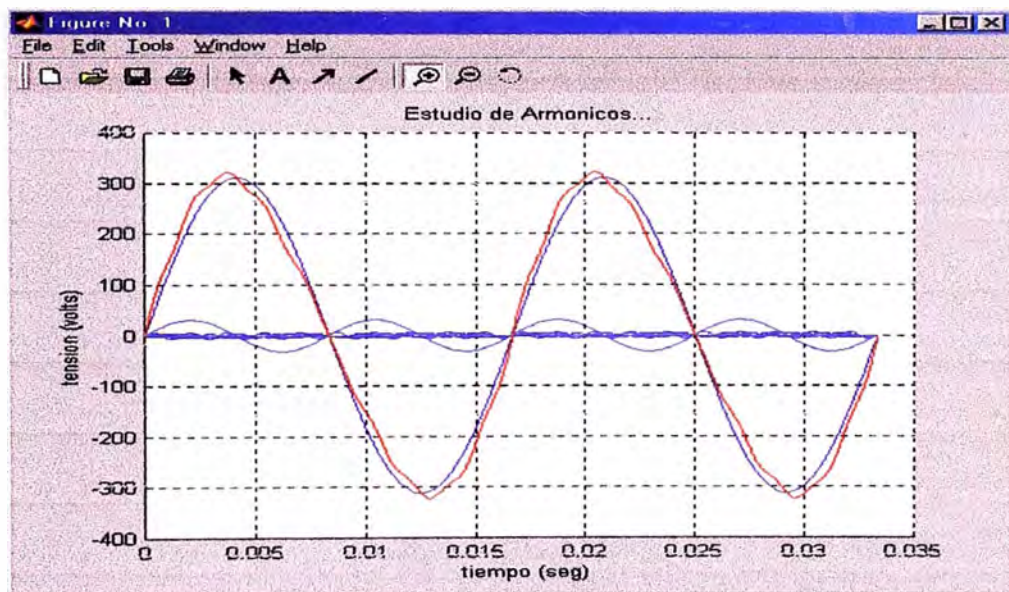 Figure No. 1
File Edit Tools Window Help
A
Estudio de Armonicos...
400
300
200
100
0
-100
-200
-300
-400
tension (volts)
0 0.005 0.01 0.015 0.02 0.025 0.03 0.035
tiempo (seg)